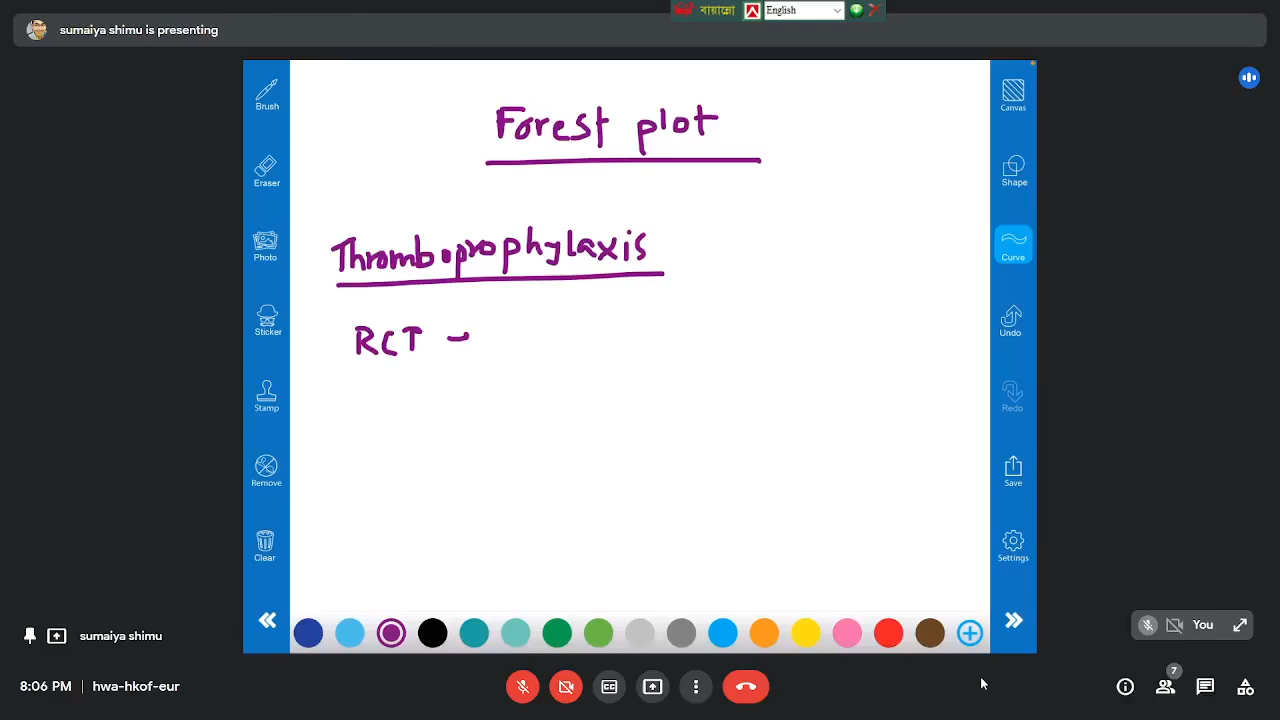 বায়ান্নো English
sumaiya shimu is presenting
Brush
Eraser
Photo
Sticker
Stamp
Remove
Clear
Forest plot
Thromboprophylaxis
RCT -
Canvas
Shape
Curve
Undo
Redo
Save
Settings
sumaiya shimu
You
8:06 PM | hwa-hkof-eur
7